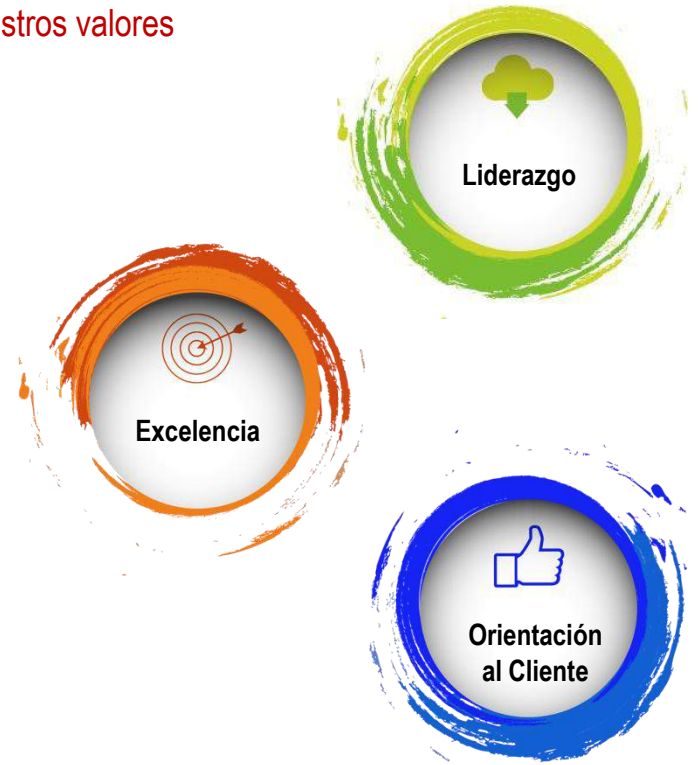 stros valores
Liderazgo
Excelencia
Orientación
al Cliente